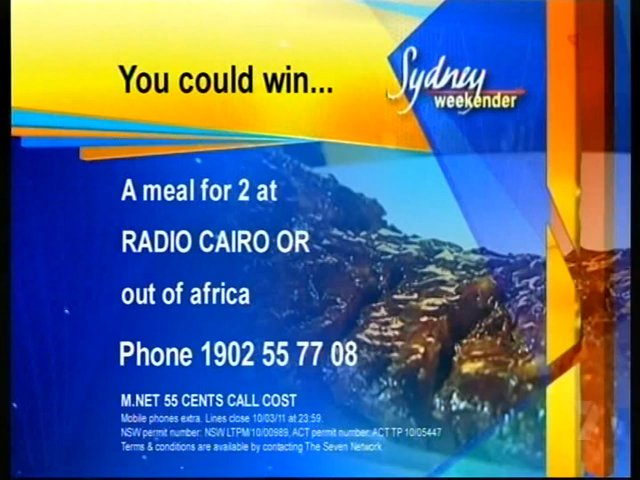 You could win...
Sydney
weekender
A meal for 2 at
RADIO CAIRO OR
out of africa
Phone 1902 55 77 08
M.NET 55 CENTS CALL COST
Mobile phones extra. Lines close 10/03/11 at 23:59.
NSW permit number: NSW LTPM/10/00989, ACT permit number: ACT TP 10/05447
Terms & conditions are available by contacting The Seven Network